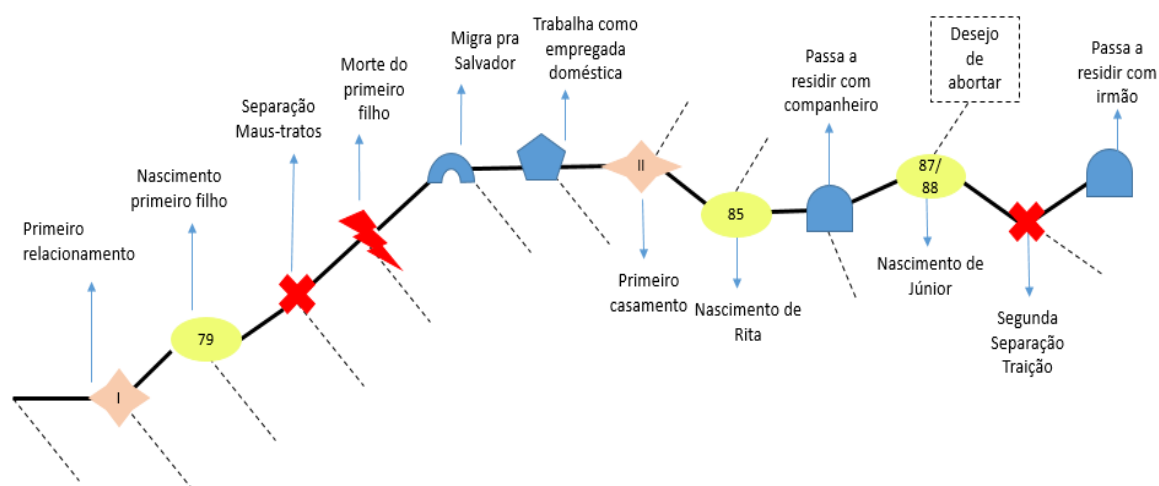 Primeiro
relacionamento
I
Nascimento
primeiro filho
79
Separação
Maus-tratos
Morte do
primeiro
filho
Migra pra
Salvador
Trabalha como
empregada
doméstica
II
Primeiro
casamento
85
Nascimento de
Rita
Passa a
residir com
companheiro
Desejo
de
abortar
87/
88
Nascimento de
Júnior
Segunda
Separação
Traição
Passa a
residir com
irmão